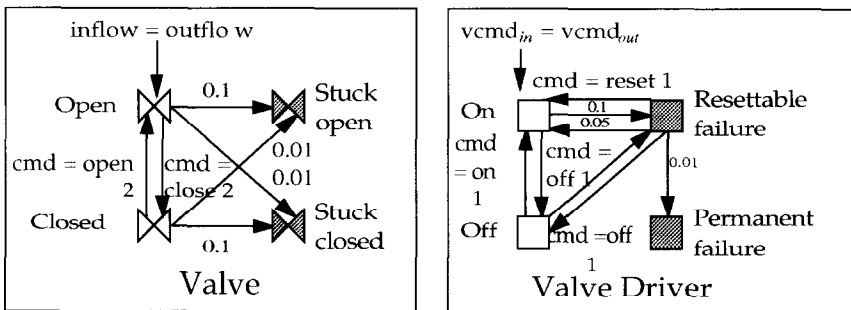 inflow = outflo w
Open
0.1
Stuck
open
cmd = open
2
cmd =
close 2
0.01
0.01
Closed
0.1
Stuck
closed
Valve
vcmd_in = vcmd_out
cmd = reset 1
On
0.1
0.05
Resettable
failure
cmd
= on
1
cmd =
off 1
0.01
Off
cmd =off
1
Permanent
failure
Valve Driver